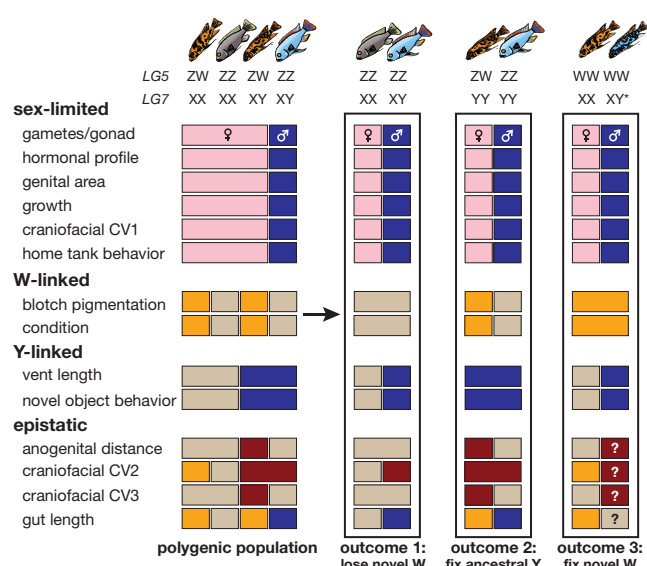 LG5 ZW ZZ ZW ZZ ZZ ZZ ZW ZZ WW WW
LG7 XX XX XY XY XX XY YY YY XX XY*
sex-limited
gametes/gonad ♀ ♂ ♀ ♂ ♀ ♂ ♀ ♂
hormonal profile
genital area
growth
craniofacial CV1
home tank behavior
W-linked
blotch pigmentation
condition
Y-linked
vent length
novel object behavior
epistatic
anogenital distance ?
craniofacial CV2 ?
craniofacial CV3 ?
gut length ?
polygenic population outcome 1: outcome 2: outcome 3:
lose novel W fix ancestral Y fix novel W